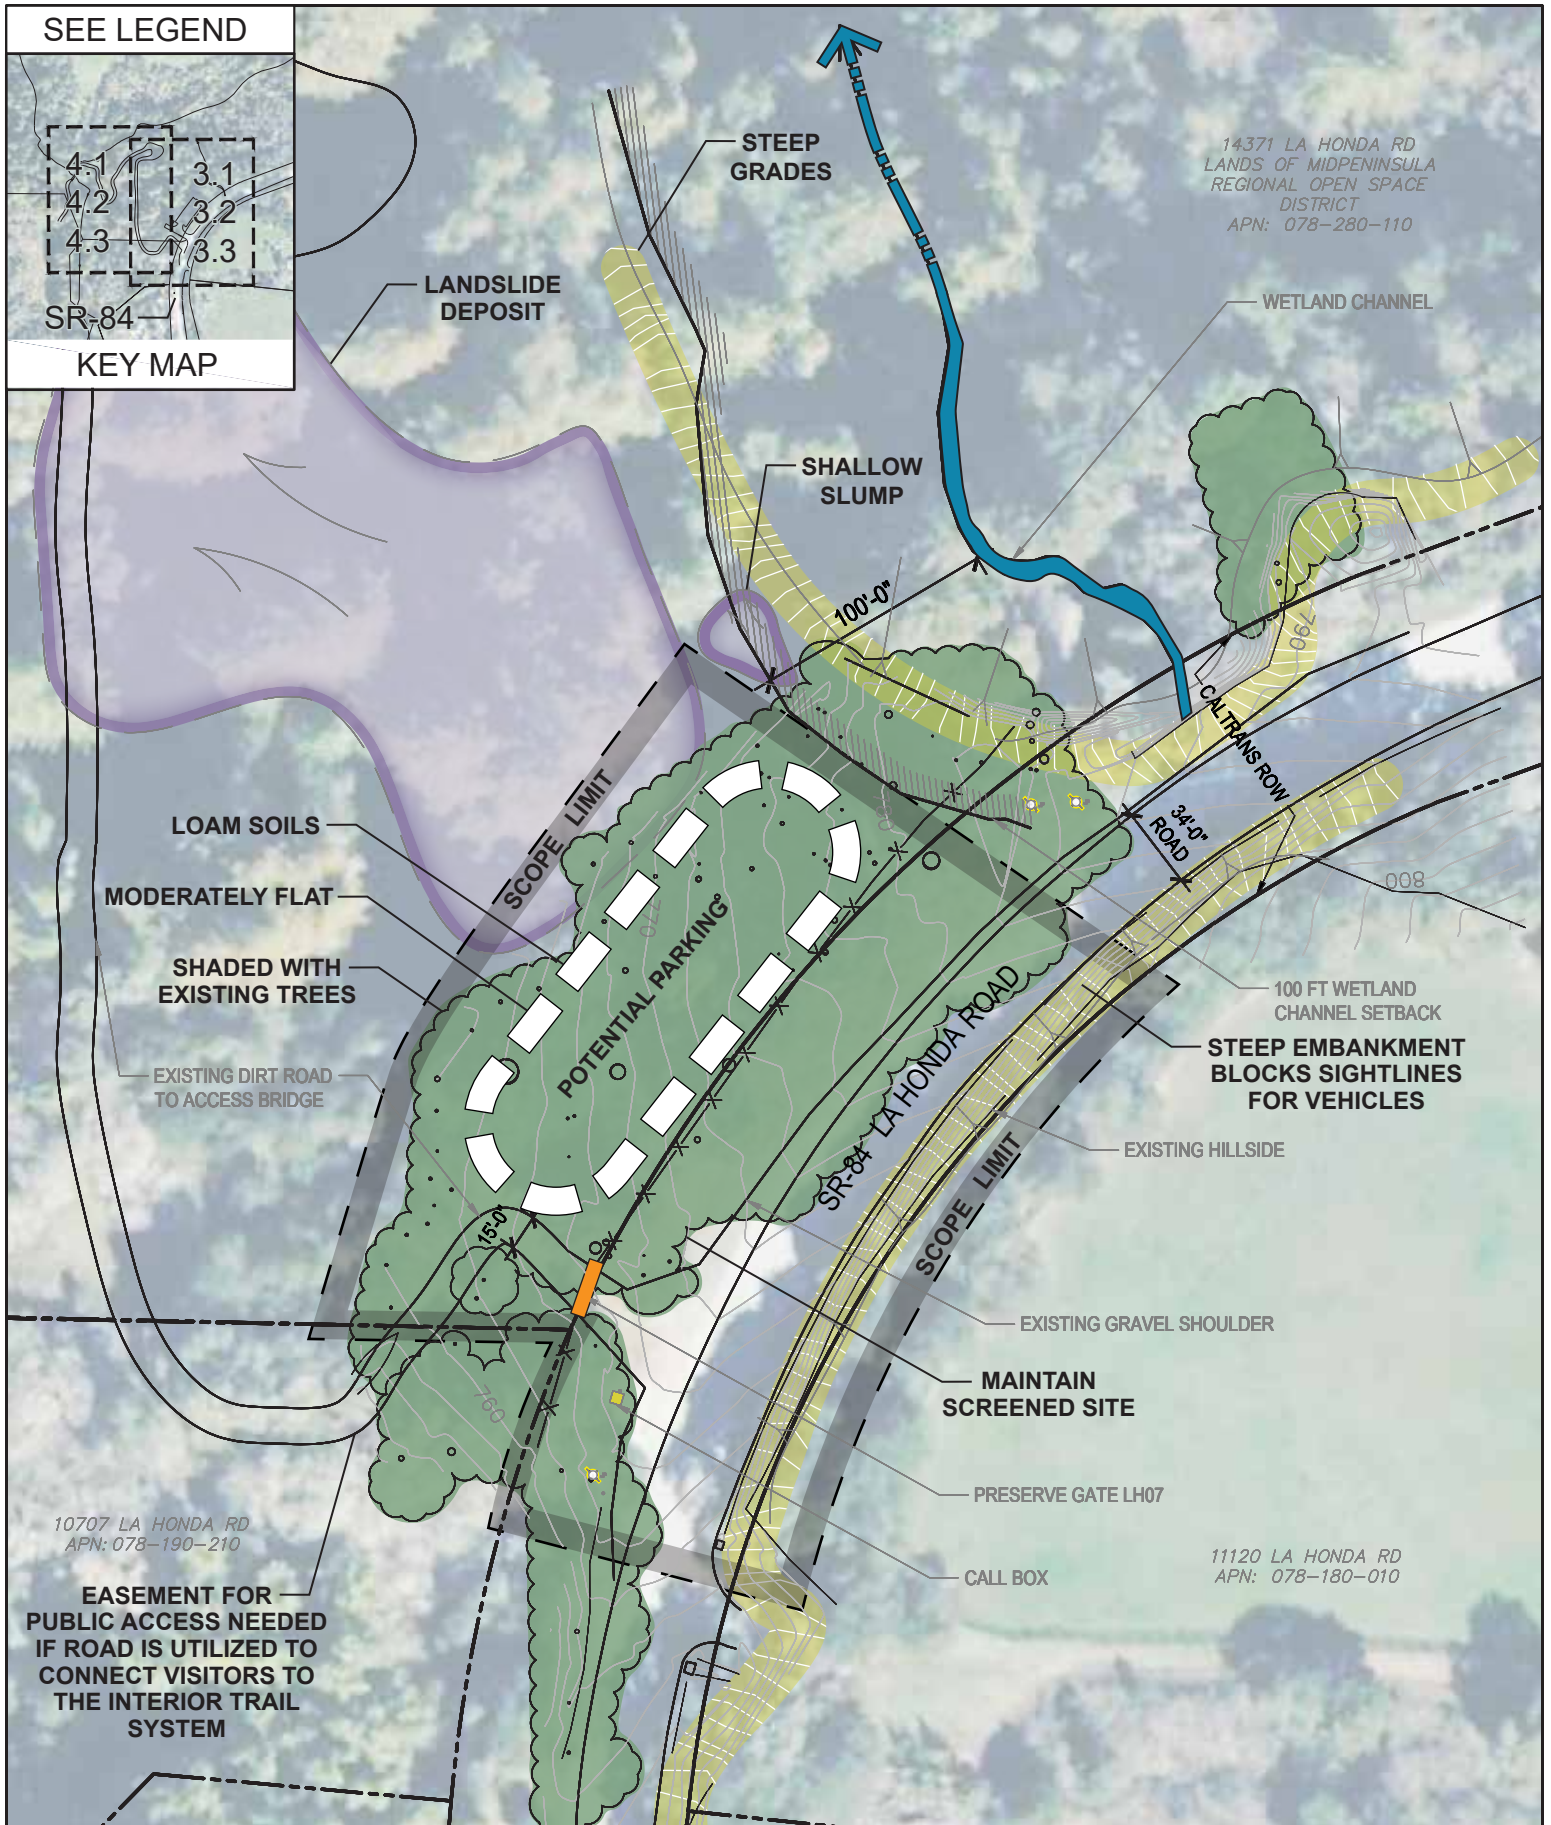 SEE LEGEND
4.1
4.2
4.3
3.1
3.2
3.3
SR-84
KEY MAP
STEEP
GRADES
14371 LA HONDA RD
LANDS OF MIDPENINSULA
REGIONAL OPEN SPACE
DISTRICT
APN: 078-280-110
LANDSLIDE
DEPOSIT
WETLAND CHANNEL
SHALLOW
SLUMP
100'-0"
790
CALTRANS ROW
34'-0"
ROAD
SCOPE LIMIT
LOAM SOILS
MODERATELY FLAT
SHADED WITH
EXISTING TREES
770
POTENTIAL PARKING
800
100 FT WETLAND
CHANNEL SETBACK
STEEP EMBANKMENT
BLOCKS SIGHTLINES
FOR VEHICLES
EXISTING DIRT ROAD
TO ACCESS BRIDGE
SR-84 LA HONDA ROAD
EXISTING HILLSIDE
SCOPE LIMIT
15'-0"
EXISTING GRAVEL SHOULDER
MAINTAIN
SCREENED SITE
760
PRESERVE GATE LH07
10707 LA HONDA RD
APN: 078-190-210
CALL BOX
11120 LA HONDA RD
APN: 078-180-010
EASEMENT FOR
PUBLIC ACCESS NEEDED
IF ROAD IS UTILIZED TO
CONNECT VISITORS TO
THE INTERIOR TRAIL
SYSTEM